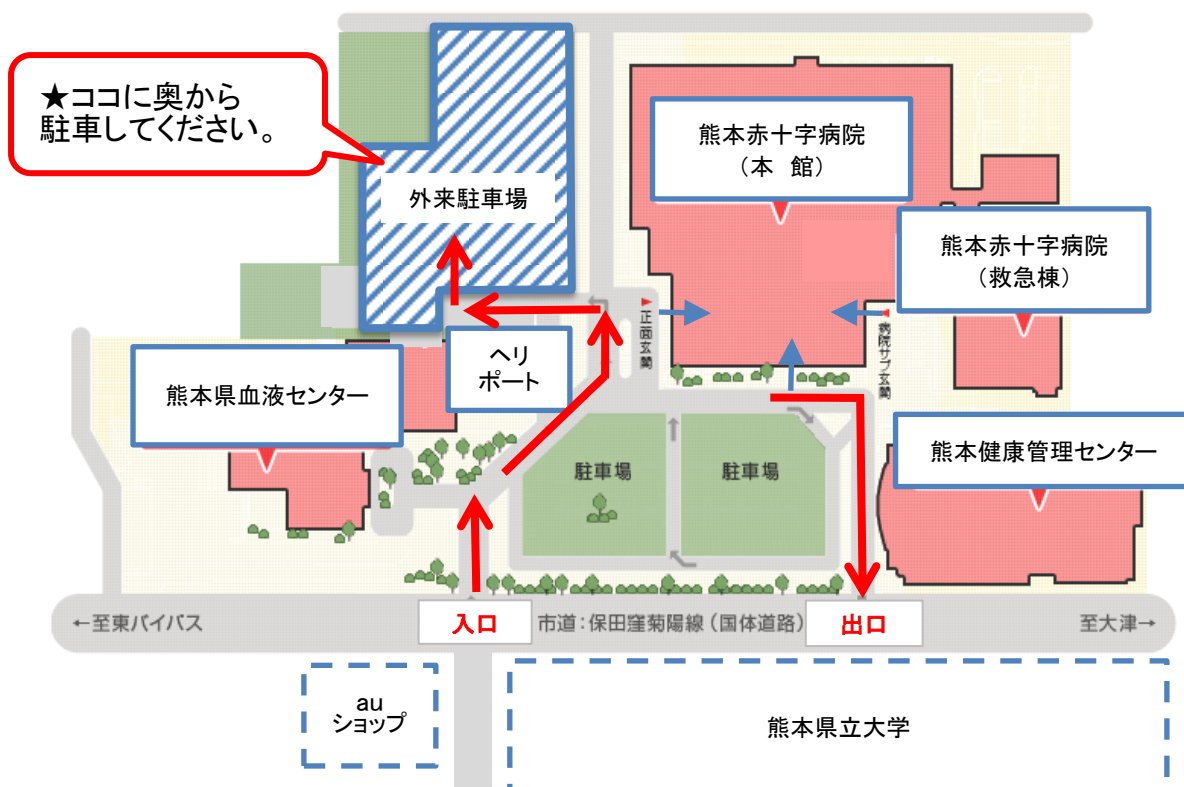 ★ココに奥から
駐車してください。
外来駐車場
熊本赤十字病院
（本　館）
熊本赤十字病院
（救急棟）
正面玄関
病院サブ玄関
ヘリ
ポート
熊本県血液センター
熊本健康管理センター
駐車場
駐車場
←至東バイパス
入口
市道：保田窪菊陽線（国体道路）
出口
至大津→
au
ショップ
熊本県立大学